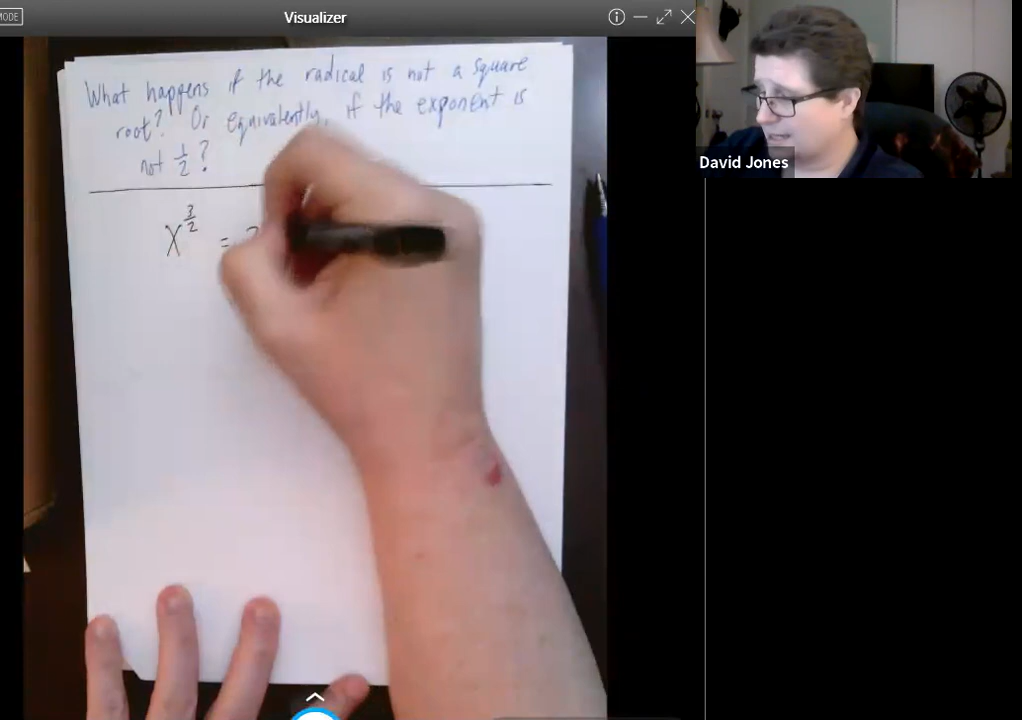 MODE
Visualizer
What happens if the radical is not a square
root? Or equivalently, if the exponent is
not 1/2?
x^(3/2) =
David Jones